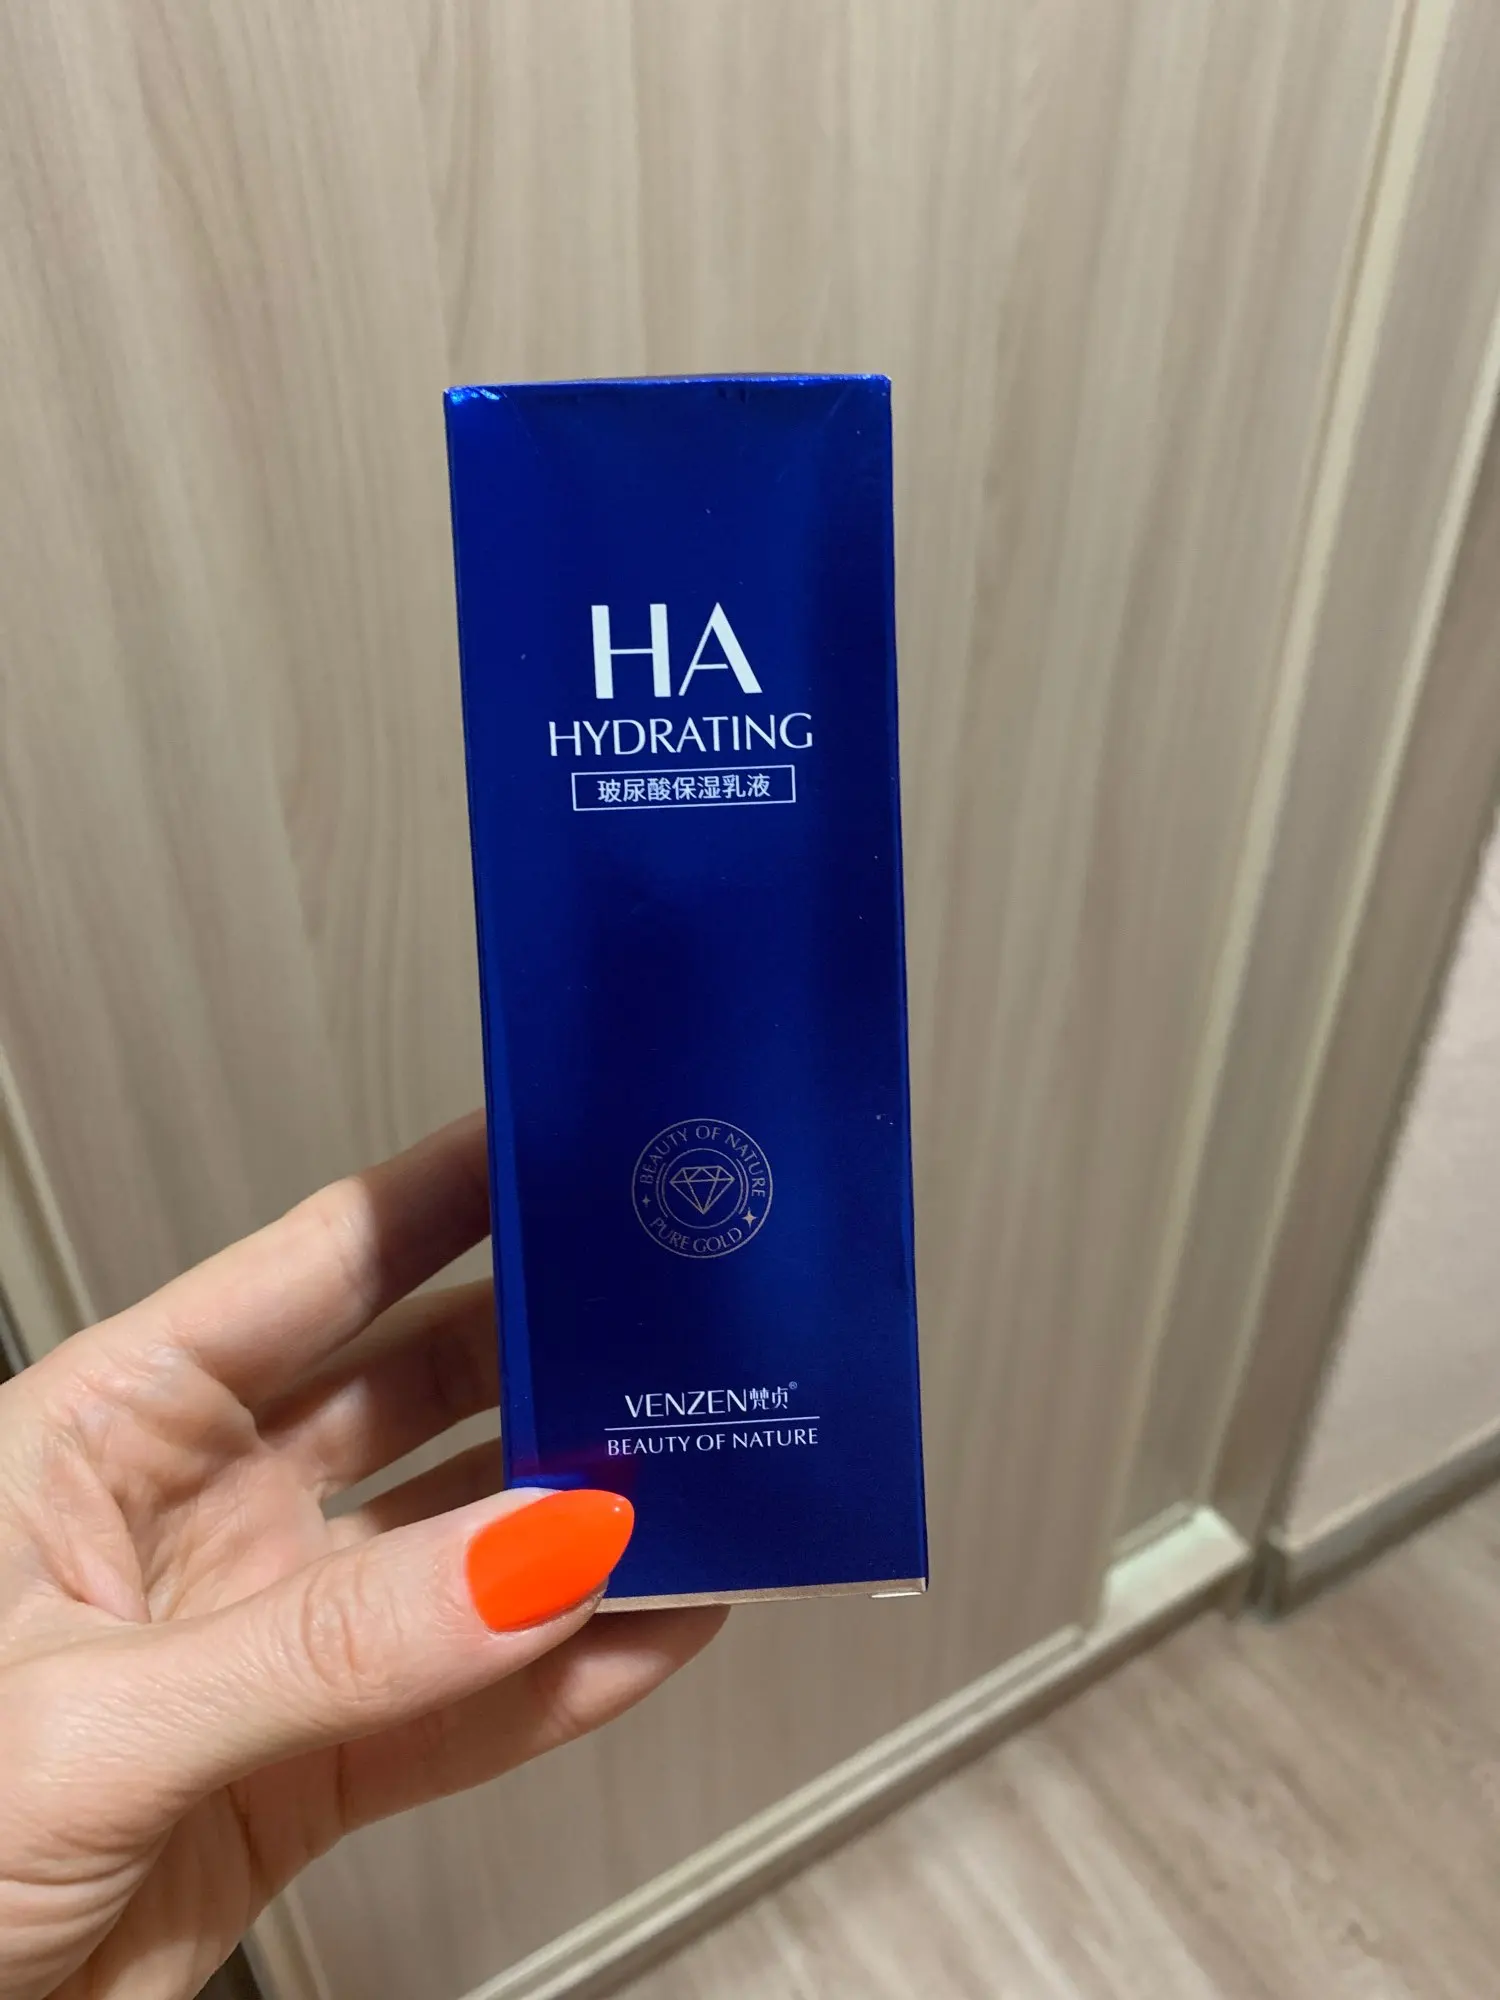 HA
HYDRATING
玻尿酸保湿乳液
BEAUTY OF NATURE
PURE GOLD
VENZEN梵贞®
BEAUTY OF NATURE